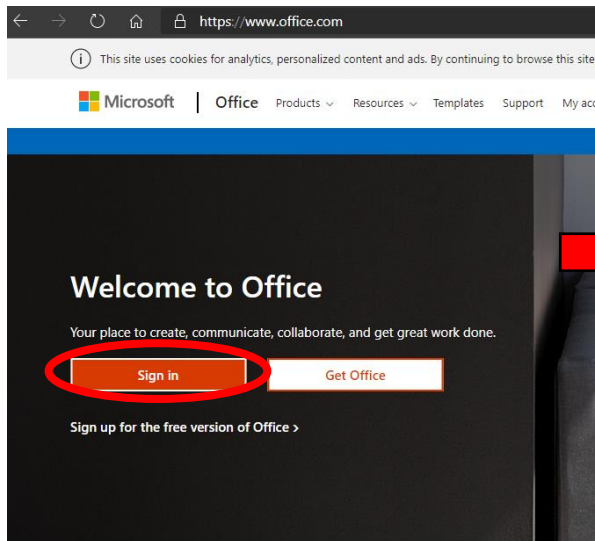 https://www.office.com
This site uses cookies for analytics, personalized content and ads. By continuing to browse this site
Microsoft | Office Products Resources Templates Support My acc
Welcome to Office
Your place to create, communicate, collaborate, and get great work done.
Sign in Get Office
Sign up for the free version of Office >